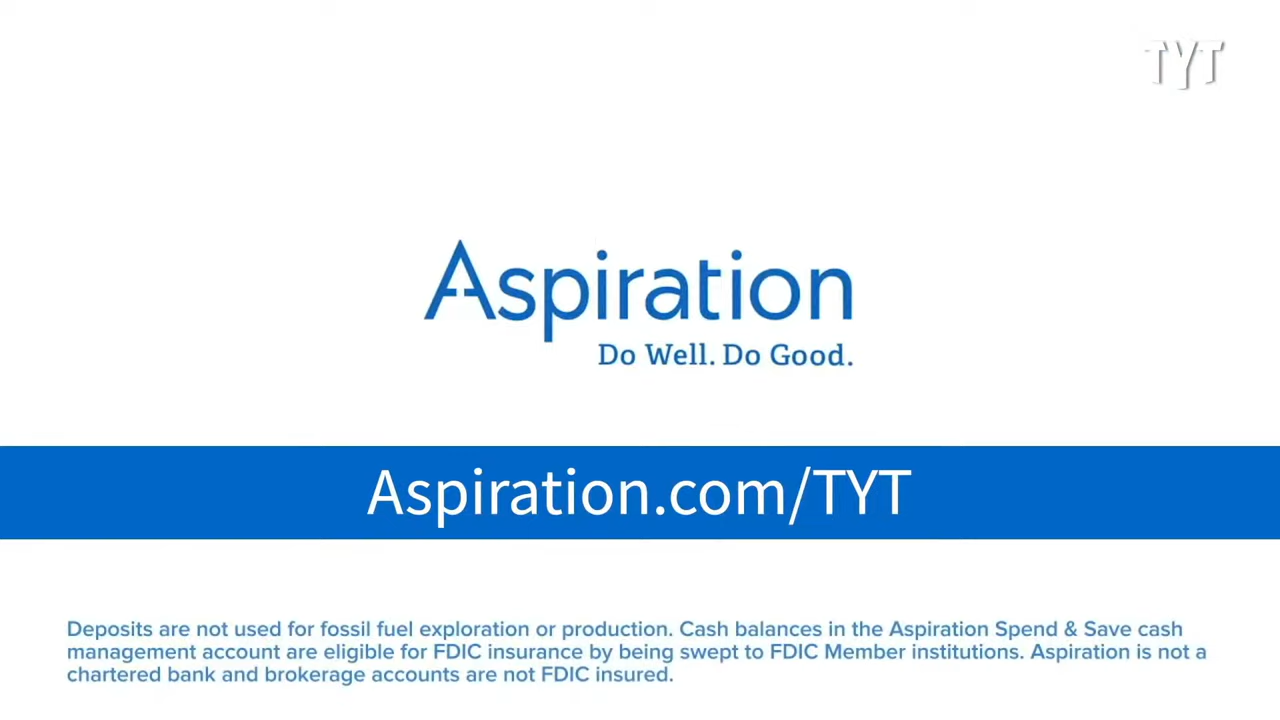 TYT
Aspiration
Do Well. Do Good.
Aspiration.com/TYT
Deposits are not used for fossil fuel exploration or production. Cash balances in the Aspiration Spend & Save cash
management account are eligible for FDIC insurance by being swept to FDIC Member institutions. Aspiration is not a
chartered bank and brokerage accounts are not FDIC insured.